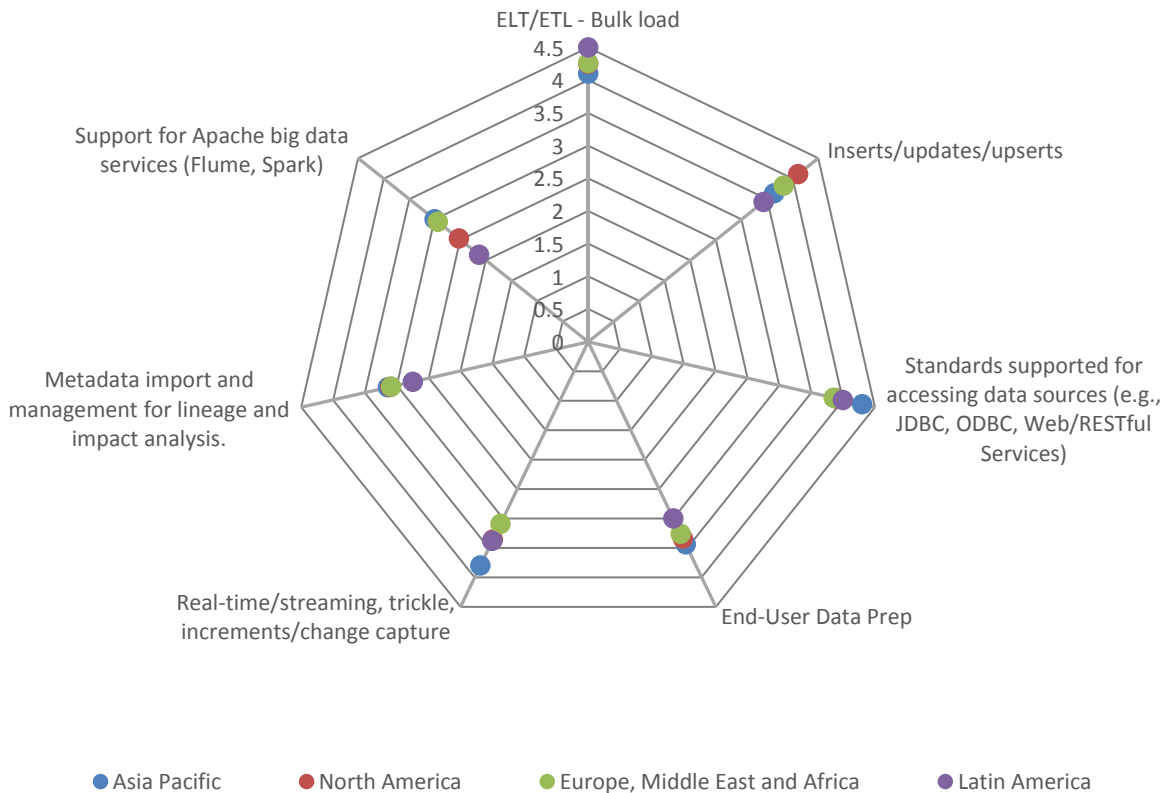 ELT/ETL - Bulk load
4.5
4
3.5
3
2.5
2
1.5
1
0.5
0
Inserts/updates/upserts
Standards supported for
accessing data sources (e.g.,
JDBC, ODBC, Web/RESTful
Services)
End-User Data Prep
Real-time/streaming, trickle,
increments/change capture
Metadata import and
management for lineage and
impact analysis.
Support for Apache big data
services (Flume, Spark)
Asia Pacific
North America
Europe, Middle East and Africa
Latin America